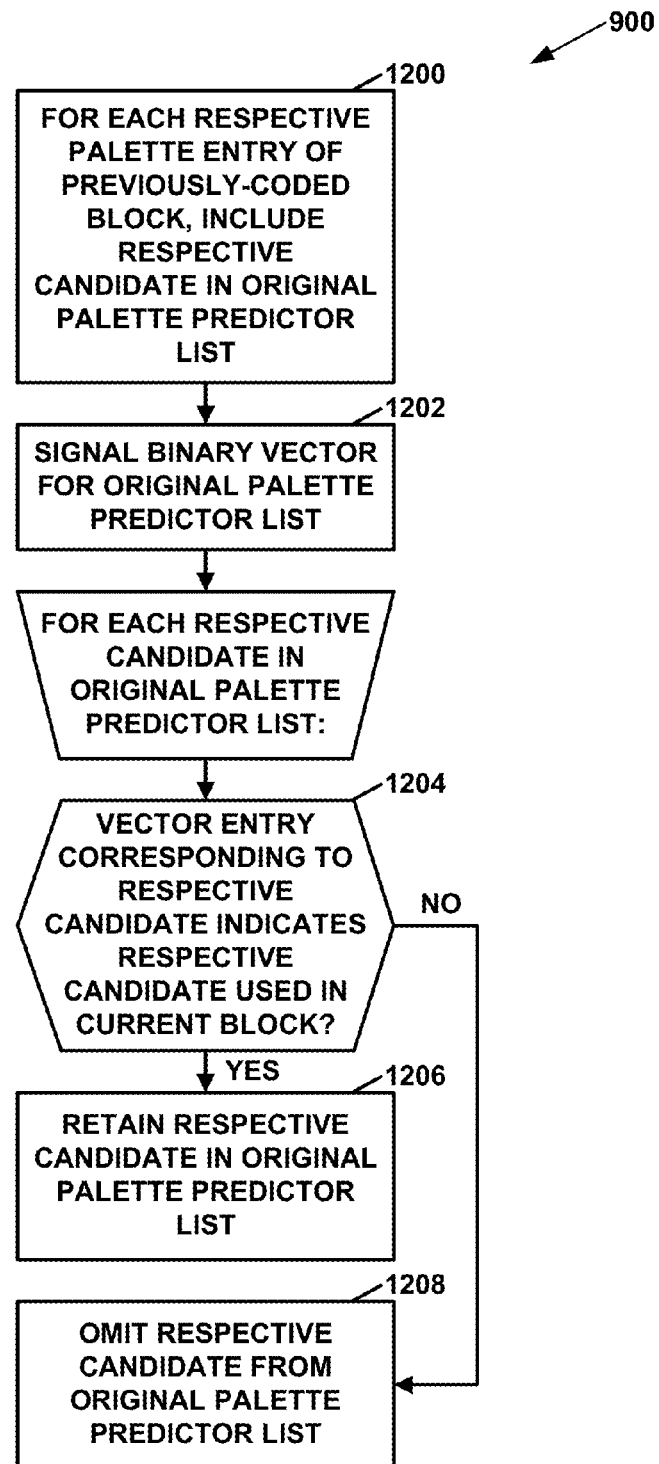 900
1200
FOR EACH RESPECTIVE
PALETTE ENTRY OF
PREVIOUSLY-CODED
BLOCK, INCLUDE
RESPECTIVE
CANDIDATE IN ORIGINAL
PALETTE PREDICTOR
LIST
1202
SIGNAL BINARY VECTOR
FOR ORIGINAL PALETTE
PREDICTOR LIST
FOR EACH RESPECTIVE
CANDIDATE IN
ORIGINAL PALETTE
PREDICTOR LIST:
1204
VECTOR ENTRY
CORRESPONDING TO
RESPECTIVE
CANDIDATE INDICATES
RESPECTIVE
CANDIDATE USED IN
CURRENT BLOCK?
NO
YES
1206
RETAIN RESPECTIVE
CANDIDATE IN ORIGINAL
PALETTE PREDICTOR
LIST
1208
OMIT RESPECTIVE
CANDIDATE FROM
ORIGINAL PALETTE
PREDICTOR LIST